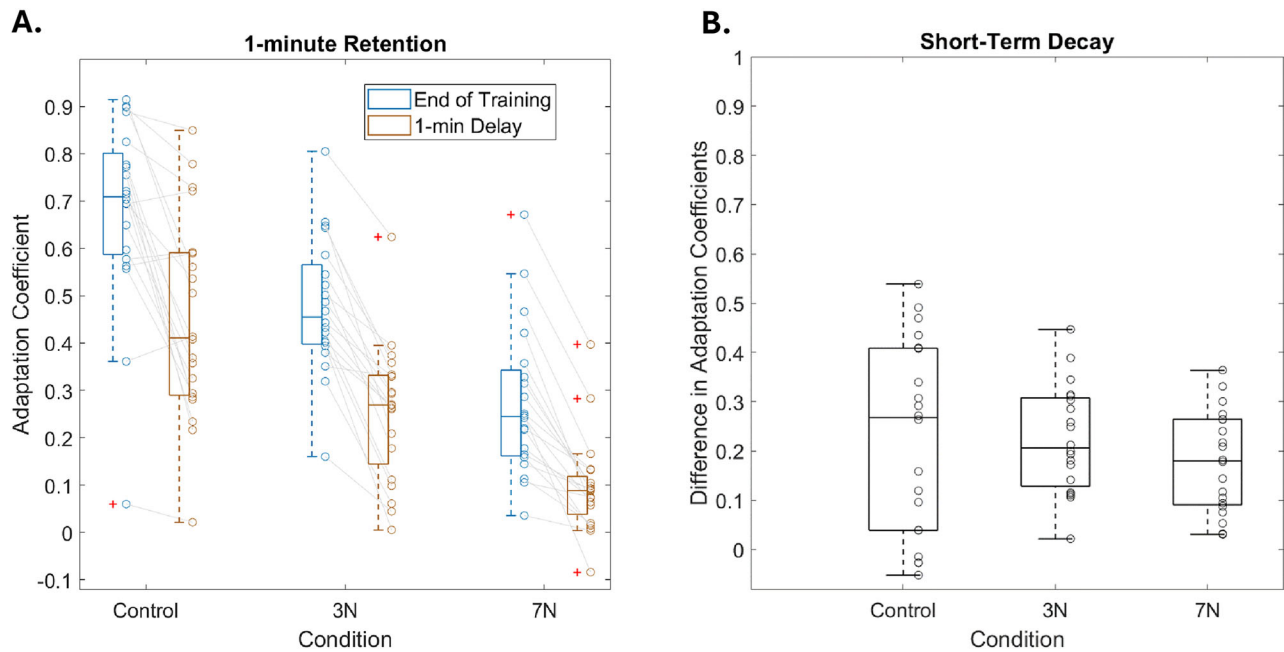 A.
1-minute Retention
End of Training
1-min Delay
Adaptation Coefficient
0.9
0.8
0.7
0.6
0.5
0.4
0.3
0.2
0.1
0
-0.1
Control
3N
7N
Condition
B.
Short-Term Decay
Difference in Adaptation Coefficients
1
0.9
0.8
0.7
0.6
0.5
0.4
0.3
0.2
0.1
0
Control
3N
7N
Condition